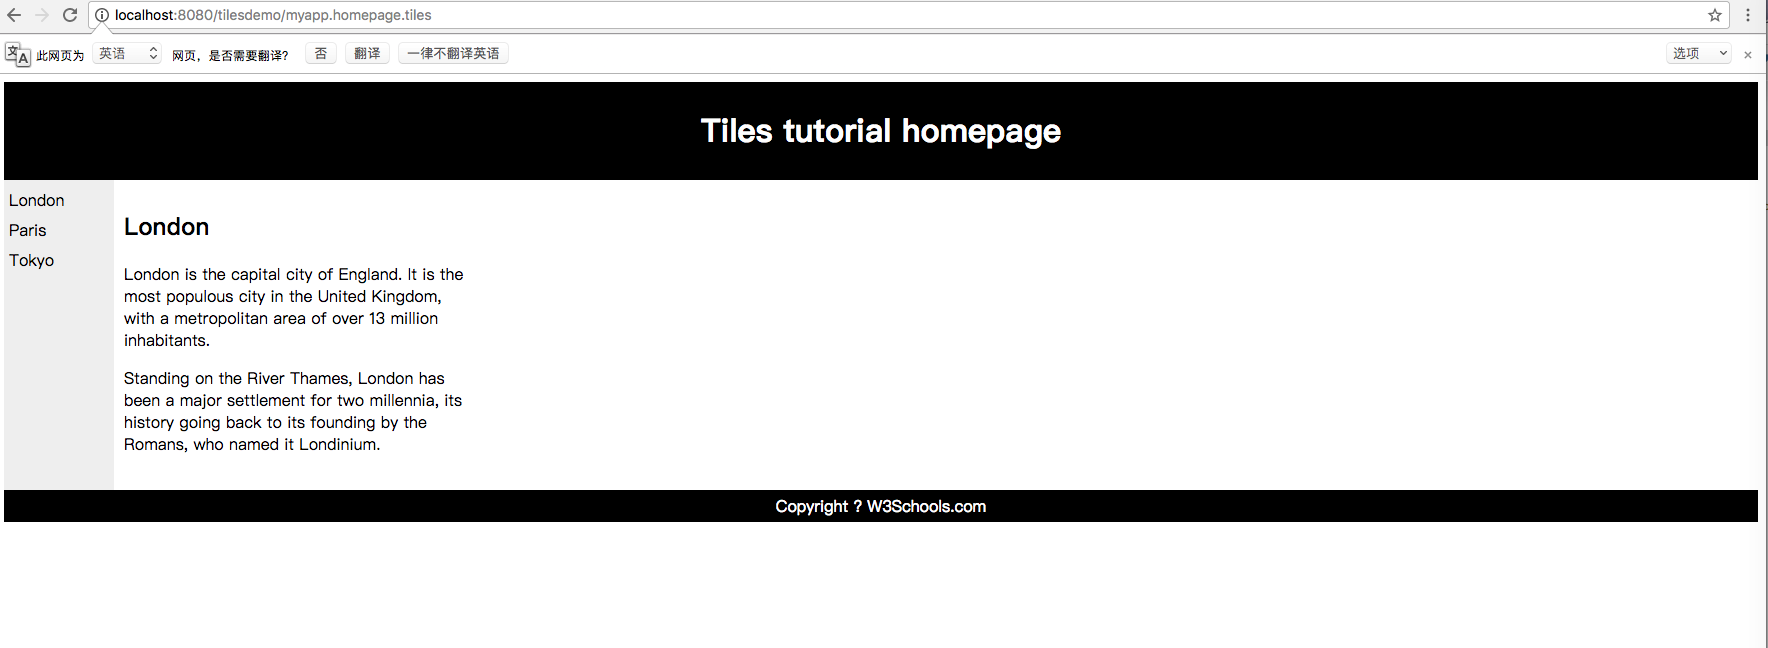 localhost:8080/tilesdemo/myapp.homepage.tiles
文A 此网页为 英语 网页，是否需要翻译? 否 翻译 一律不翻译英语 选项 ×
Tiles tutorial homepage
London
Paris
Tokyo
London
London is the capital city of England. It is the
most populous city in the United Kingdom,
with a metropolitan area of over 13 million
inhabitants.
Standing on the River Thames, London has
been a major settlement for two millennia, its
history going back to its founding by the
Romans, who named it Londinium.
Copyright ? W3Schools.com